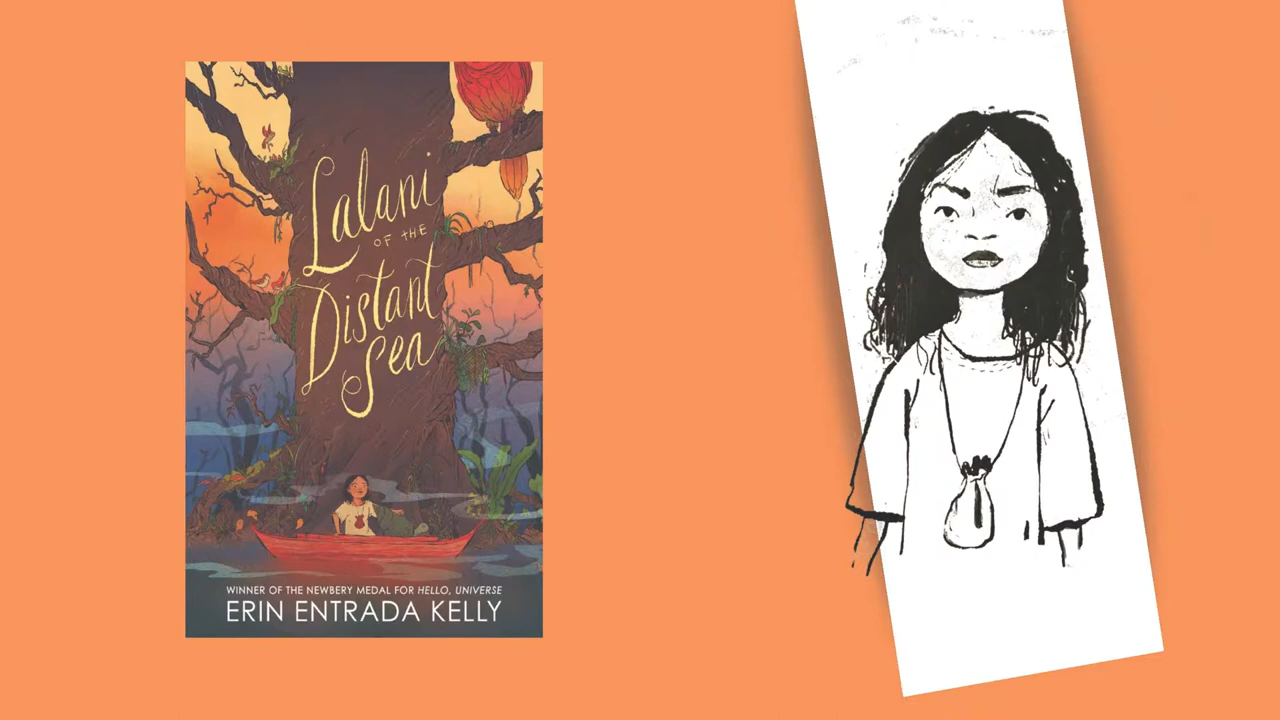 Lalani
OF THE
Distant
Sea
WINNER OF THE NEWBERY MEDAL FOR HELLO, UNIVERSE
ERIN ENTRADA KELLY